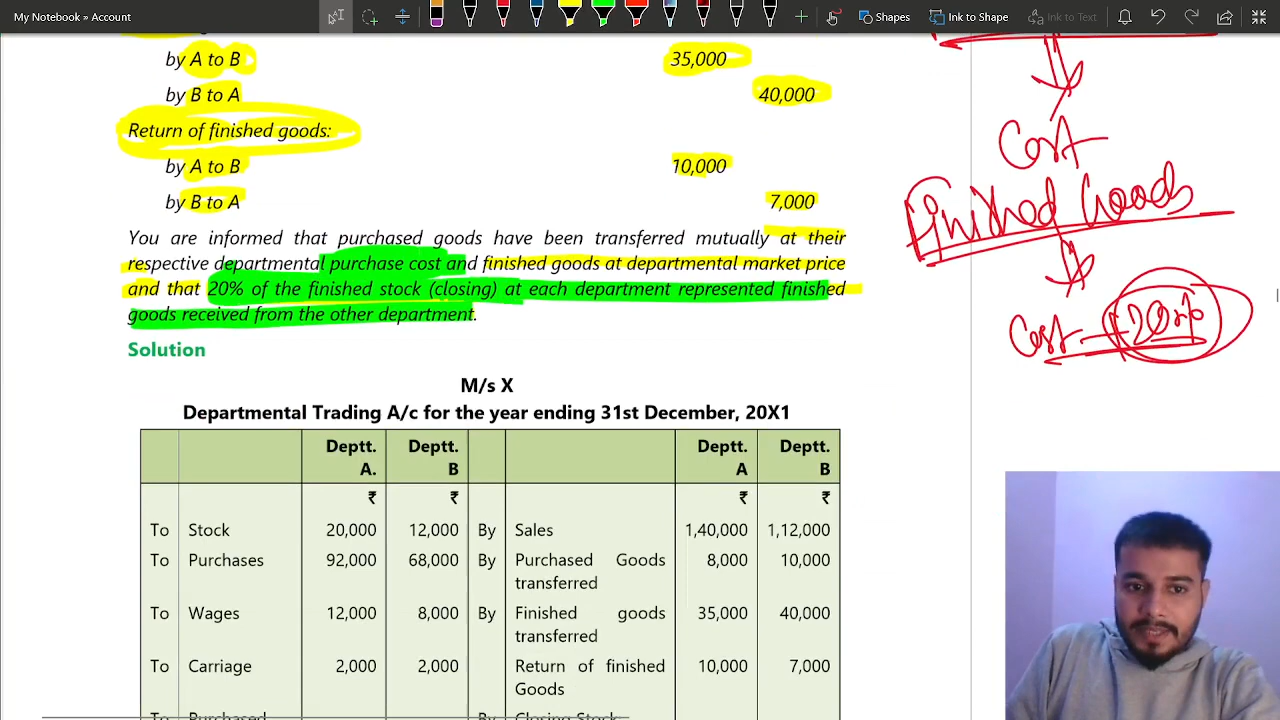 My Notebook » Account
Shapes
Ink to Shape
Ink to Text
by A to B 35,000
by B to A 40,000
Return of finished goods:
by A to B 10,000
by B to A 7,000
You are informed that purchased goods have been transferred mutually at their
respective departmental purchase cost and finished goods at departmental market price
and that 20% of the finished stock (closing) at each department represented finished
goods received from the other department.
Solution
M/s X
Departmental Trading A/c for the year ending 31st December, 20X1
Deptt. A. Deptt. B Deptt. A Deptt. B
₹ ₹ ₹ ₹
To Stock 20,000 12,000 By Sales 1,40,000 1,12,000
To Purchases 92,000 68,000 By Purchased Goods transferred 8,000 10,000
To Wages 12,000 8,000 By Finished goods transferred 35,000 40,000
To Carriage 2,000 2,000 By Return of finished Goods 10,000 7,000
To Purchased By Closing Stock
Cost
Finished Goods
Cost + 20%